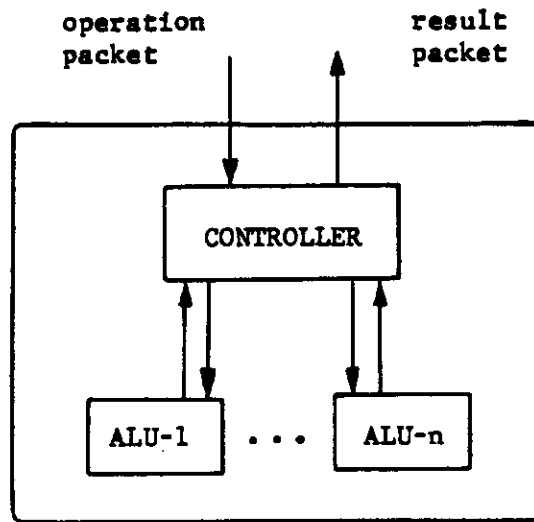 operation packet
result packet
CONTROLLER
ALU-1
...
ALU-n